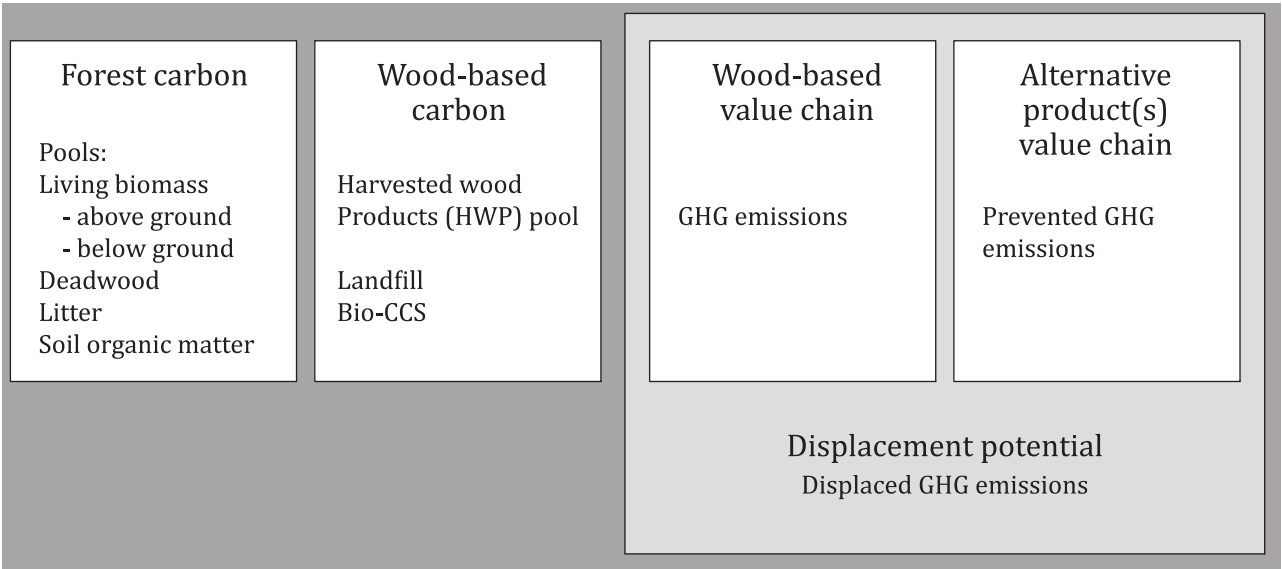 Forest carbon
Pools:
Living biomass
- above ground
- below ground
Deadwood
Litter
Soil organic matter
Wood-based
carbon
Harvested wood
Products (HWP) pool
Landfill
Bio-CCS
Wood-based
value chain
GHG emissions
Alternative
product(s)
value chain
Prevented GHG
emissions
Displacement potential
Displaced GHG emissions